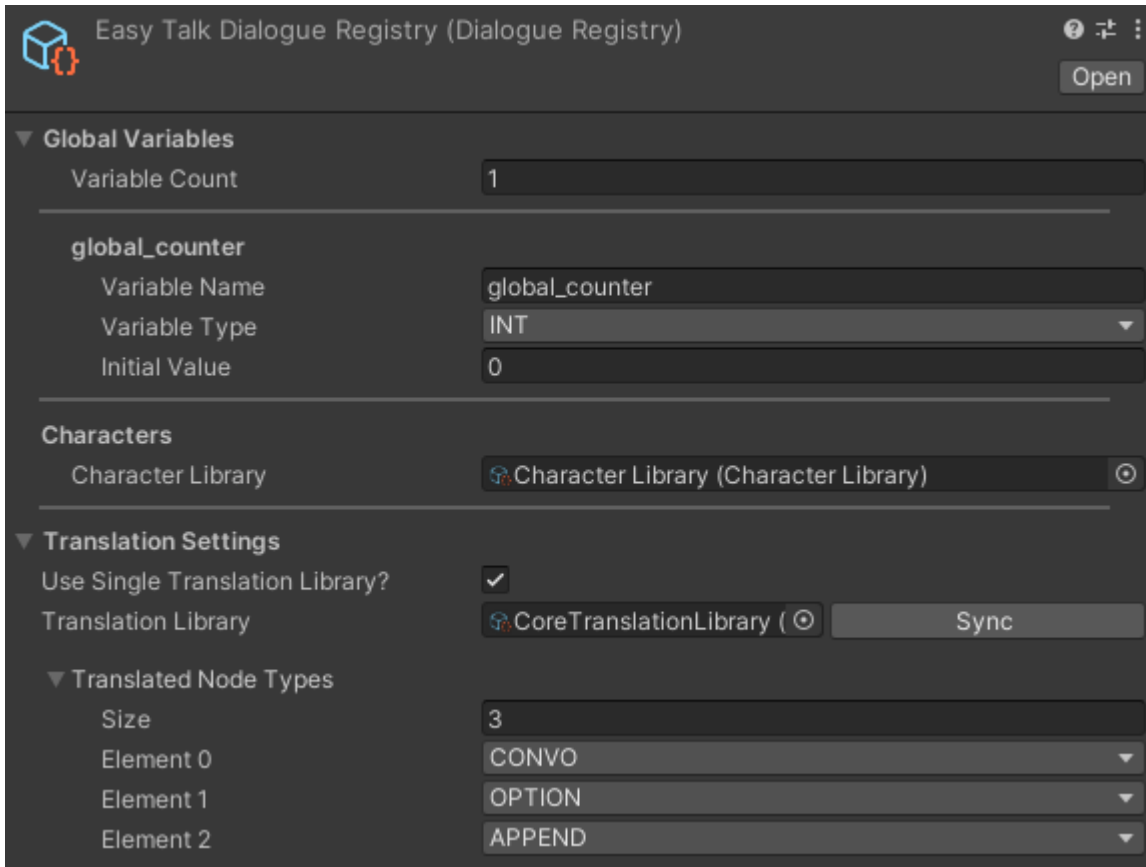 Easy Talk Dialogue Registry (Dialogue Registry)
Open
Global Variables
Variable Count 1
global_counter
Variable Name global_counter
Variable Type INT
Initial Value 0
Characters
Character Library Character Library (Character Library)
Translation Settings
Use Single Translation Library?
Translation Library CoreTranslationLibrary ( Sync
Translated Node Types
Size 3
Element 0 CONVO
Element 1 OPTION
Element 2 APPEND